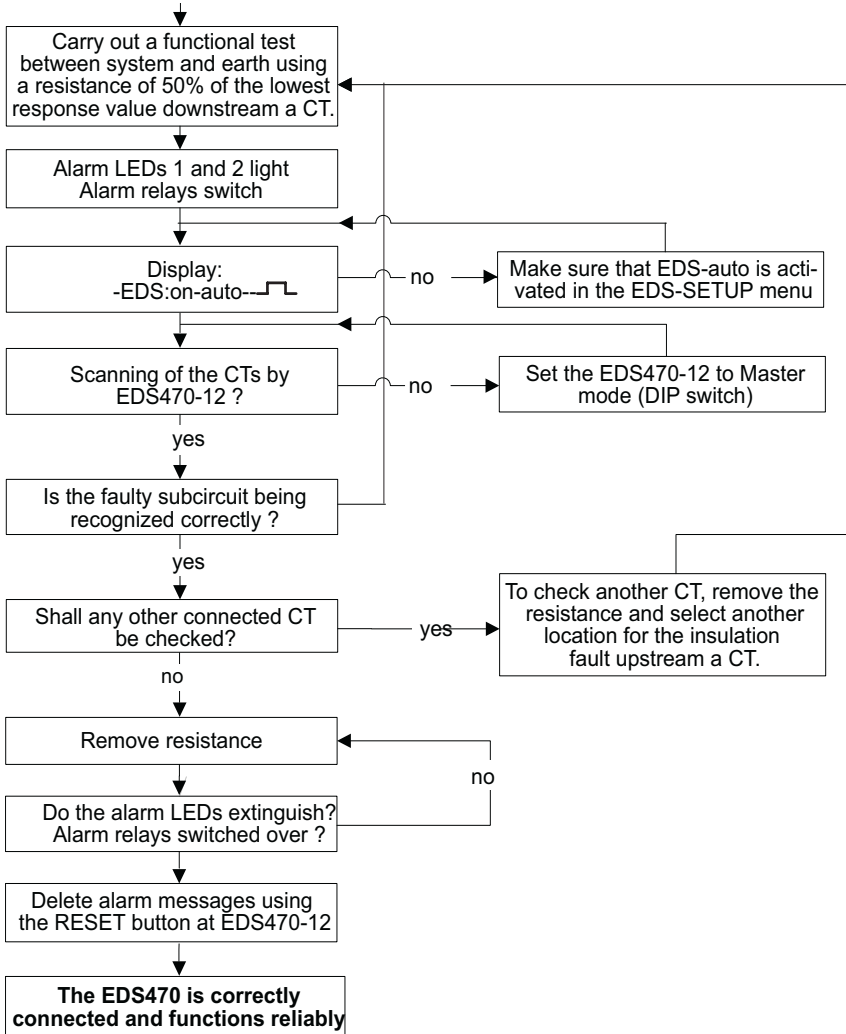 Carry out a functional test
between system and earth using
a resistance of 50% of the lowest
response value downstream a CT.
Alarm LEDs 1 and 2 light
Alarm relays switch
Display:
-EDS:on-auto--
no
Make sure that EDS-auto is acti-
vated in the EDS-SETUP menu
Scanning of the CTs by
EDS470-12 ?
no
Set the EDS470-12 to Master
mode (DIP switch)
yes
Is the faulty subcircuit being
recognized correctly ?
yes
Shall any other connected CT
be checked?
yes
To check another CT, remove the
resistance and select another
location for the insulation
fault upstream a CT.
no
Remove resistance
no
Do the alarm LEDs extinguish?
Alarm relays switched over ?
Delete alarm messages using
the RESET button at EDS470-12
The EDS470 is correctly
connected and functions reliably